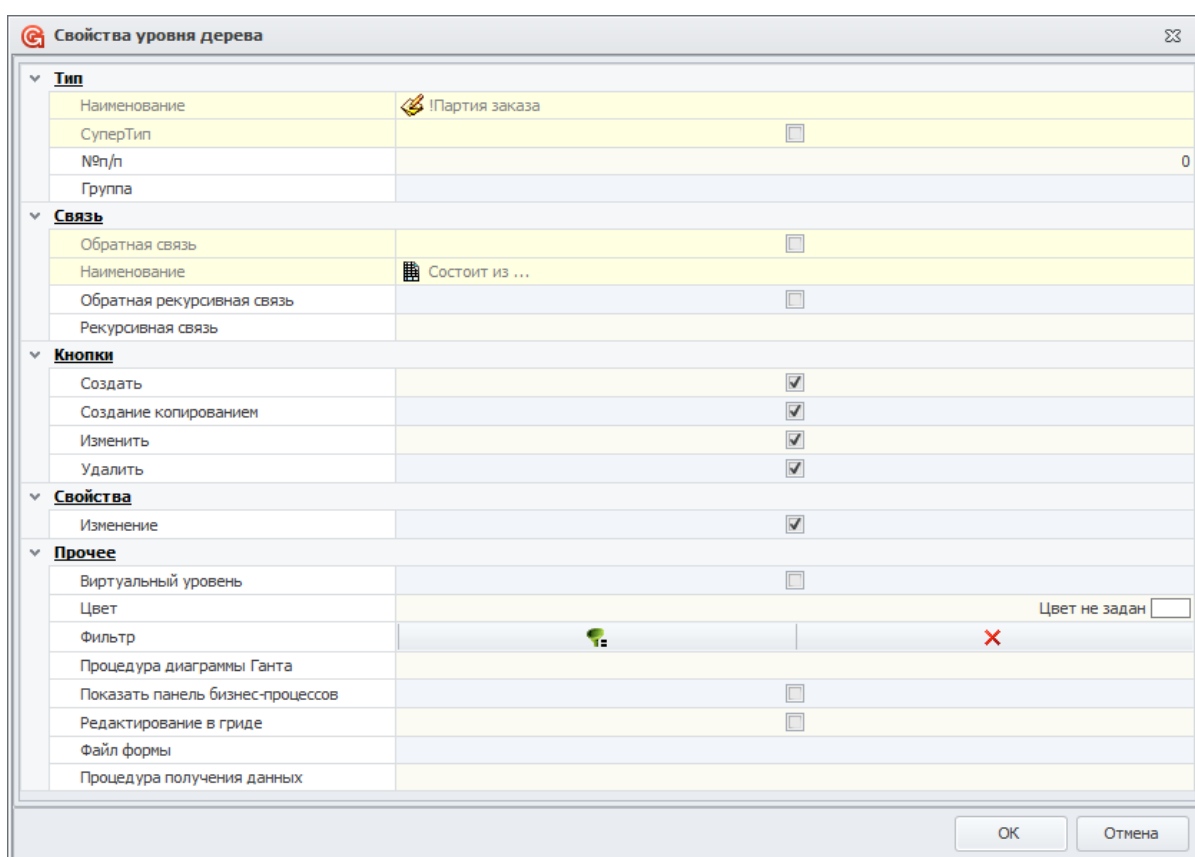 Свойства уровня дерева
Тип
Наименование !Партия заказа
СуперТип
№п/п 0
Группа
Связь
Обратная связь
Наименование Состоит из ...
Обратная рекурсивная связь
Рекурсивная связь
Кнопки
Создать
Создание копированием
Изменить
Удалить
Свойства
Изменение
Прочее
Виртуальный уровень
Цвет Цвет не задан
Фильтр
Процедура диаграммы Ганта
Показать панель бизнес-процессов
Редактирование в гриде
Файл формы
Процедура получения данных
ОК Отмена